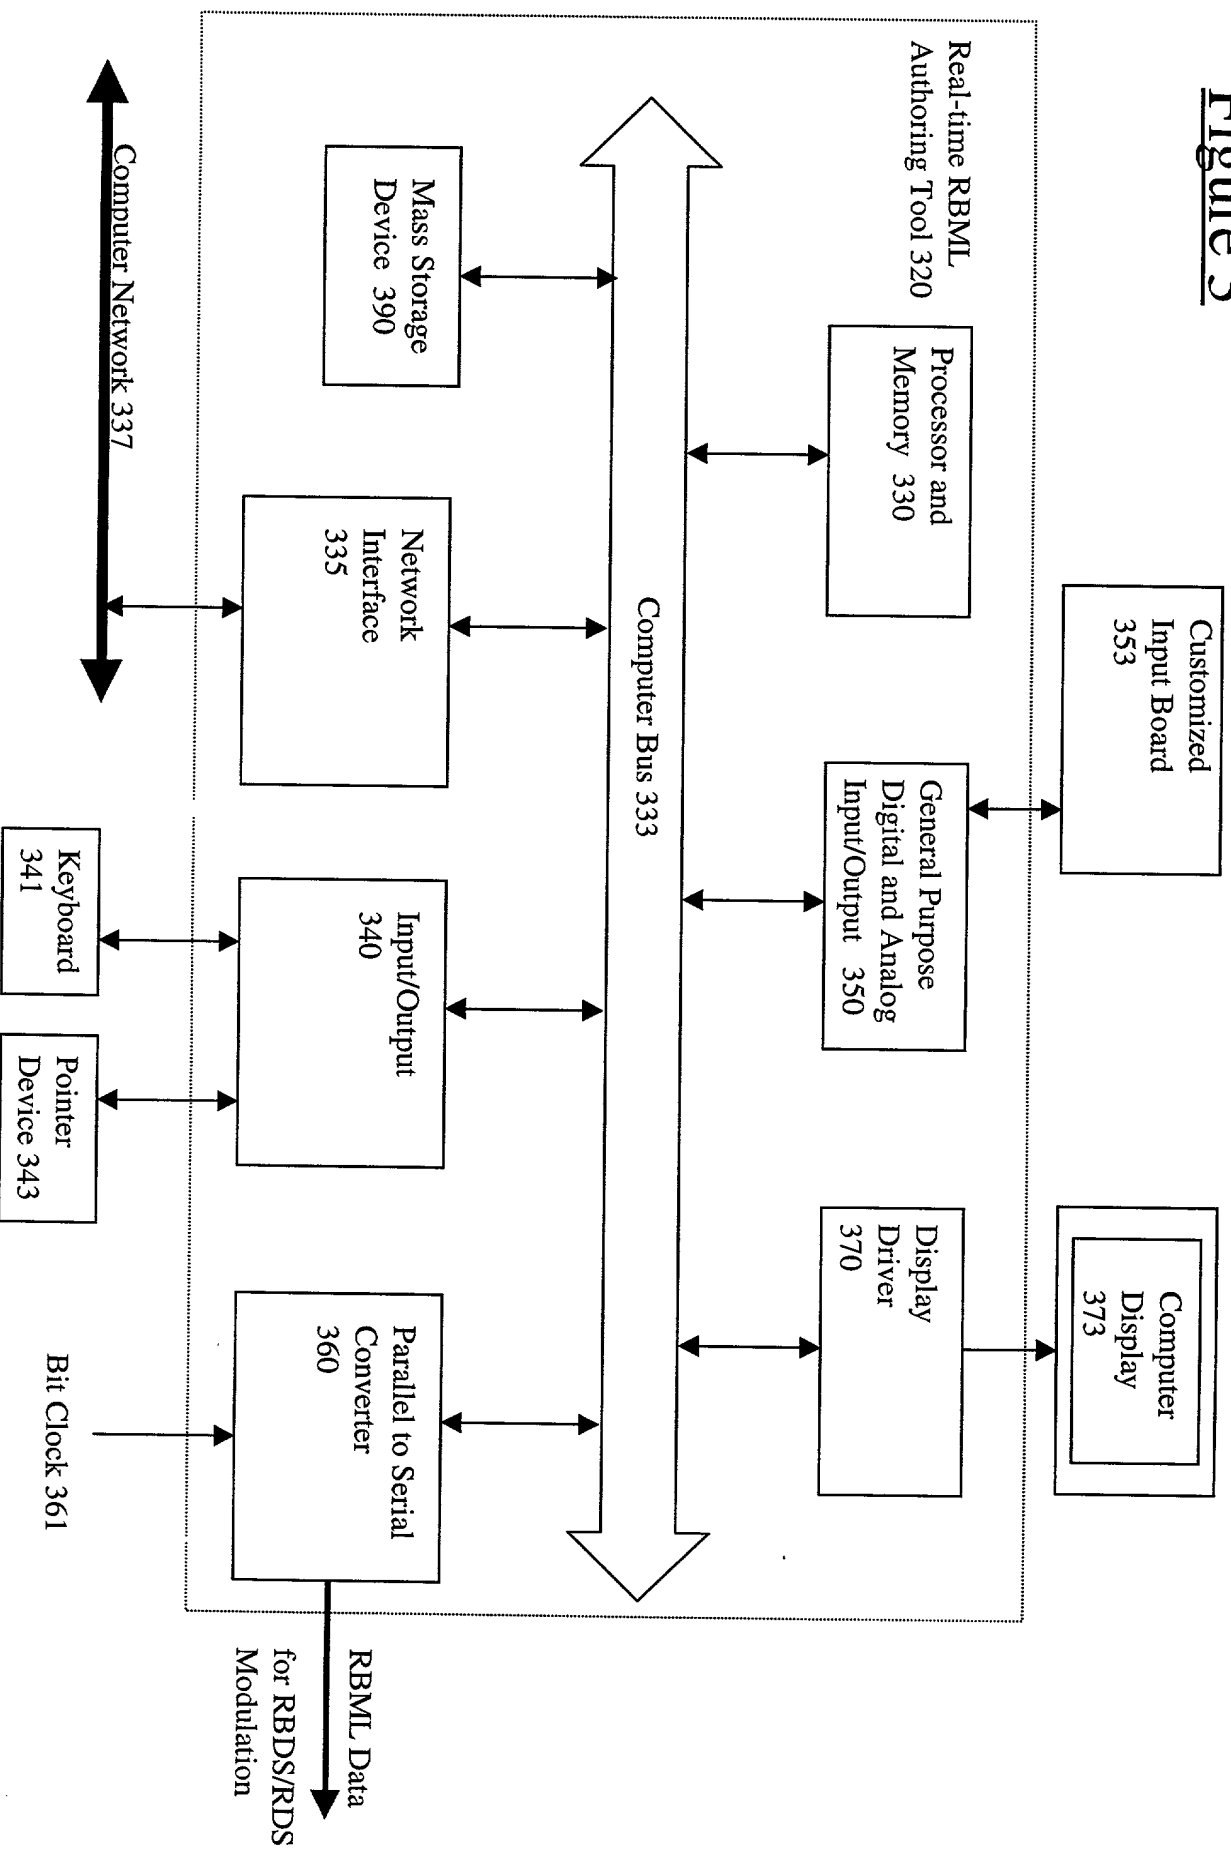 Figure
Customized
Input Board
353
Computer
Display
373
Real-time RBML
Authoring Tool 320
Processor and
Memory 330
General Purpose
Digital and Analog
Input/Output 350
Display
Driver
370
Computer Bus 333
Mass Storage
Device 390
Network
Interface
335
Input/Output
340
Parallel to Serial
Converter
360
RBML Data
for RBDS/RDS
Modulation
Computer Network 337
Keyboard
341
Pointer
Device 343
Bit Clock 361